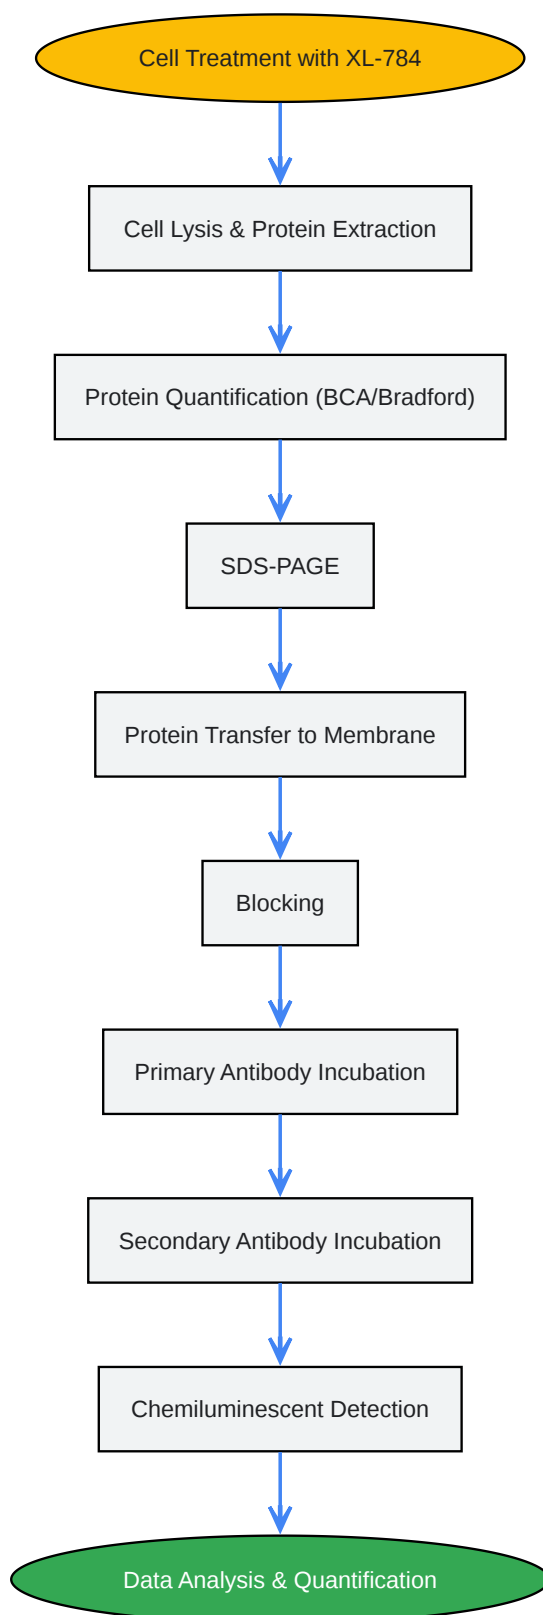 Cell Treatment with XL-784
Cell Lysis & Protein Extraction
Protein Quantification (BCA/Bradford)
SDS-PAGE
Protein Transfer to Membrane
Blocking
Primary Antibody Incubation
Secondary Antibody Incubation
Chemiluminescent Detection
Data Analysis & Quantification